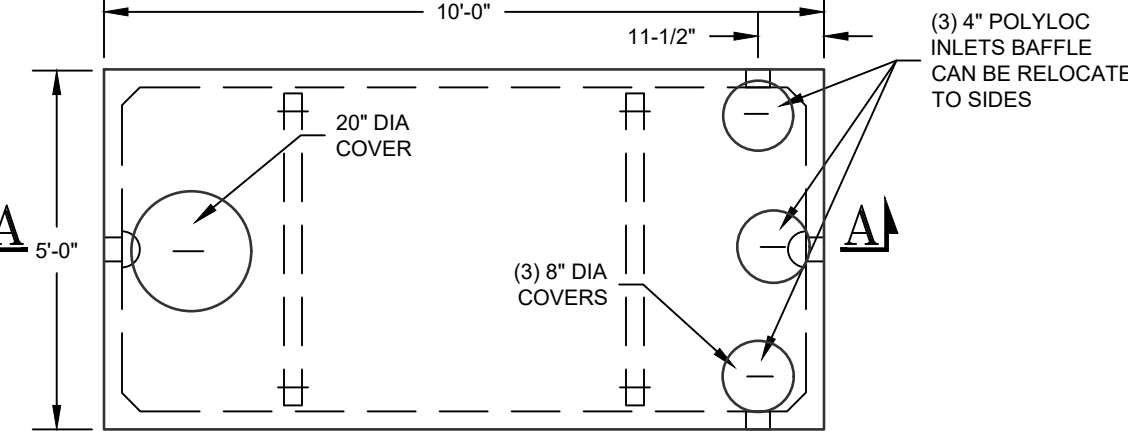 10'-0"
11-1/2"
(3) 4" POLYLOC
INLETS BAFFLE
CAN BE RELOCATE
TO SIDES
20" DIA
COVER
A
5'-0"
A
(3) 8" DIA
COVERS